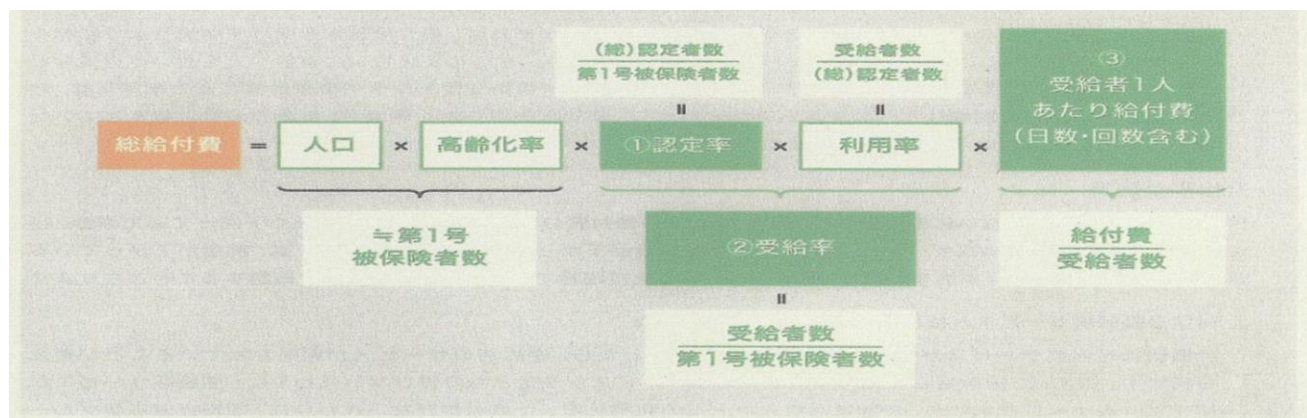 (総)認定者数
第1号被保険者数
受給者数
(総)認定者数
③
受給者1人
あたり給付費
(日数・回数含む)
総給付費 = 人口 × 高齢化率 × ①認定率 × 利用率 ×
≒第1号
被保険者数
②受給率
給付費
受給者数
受給者数
第1号被保険者数